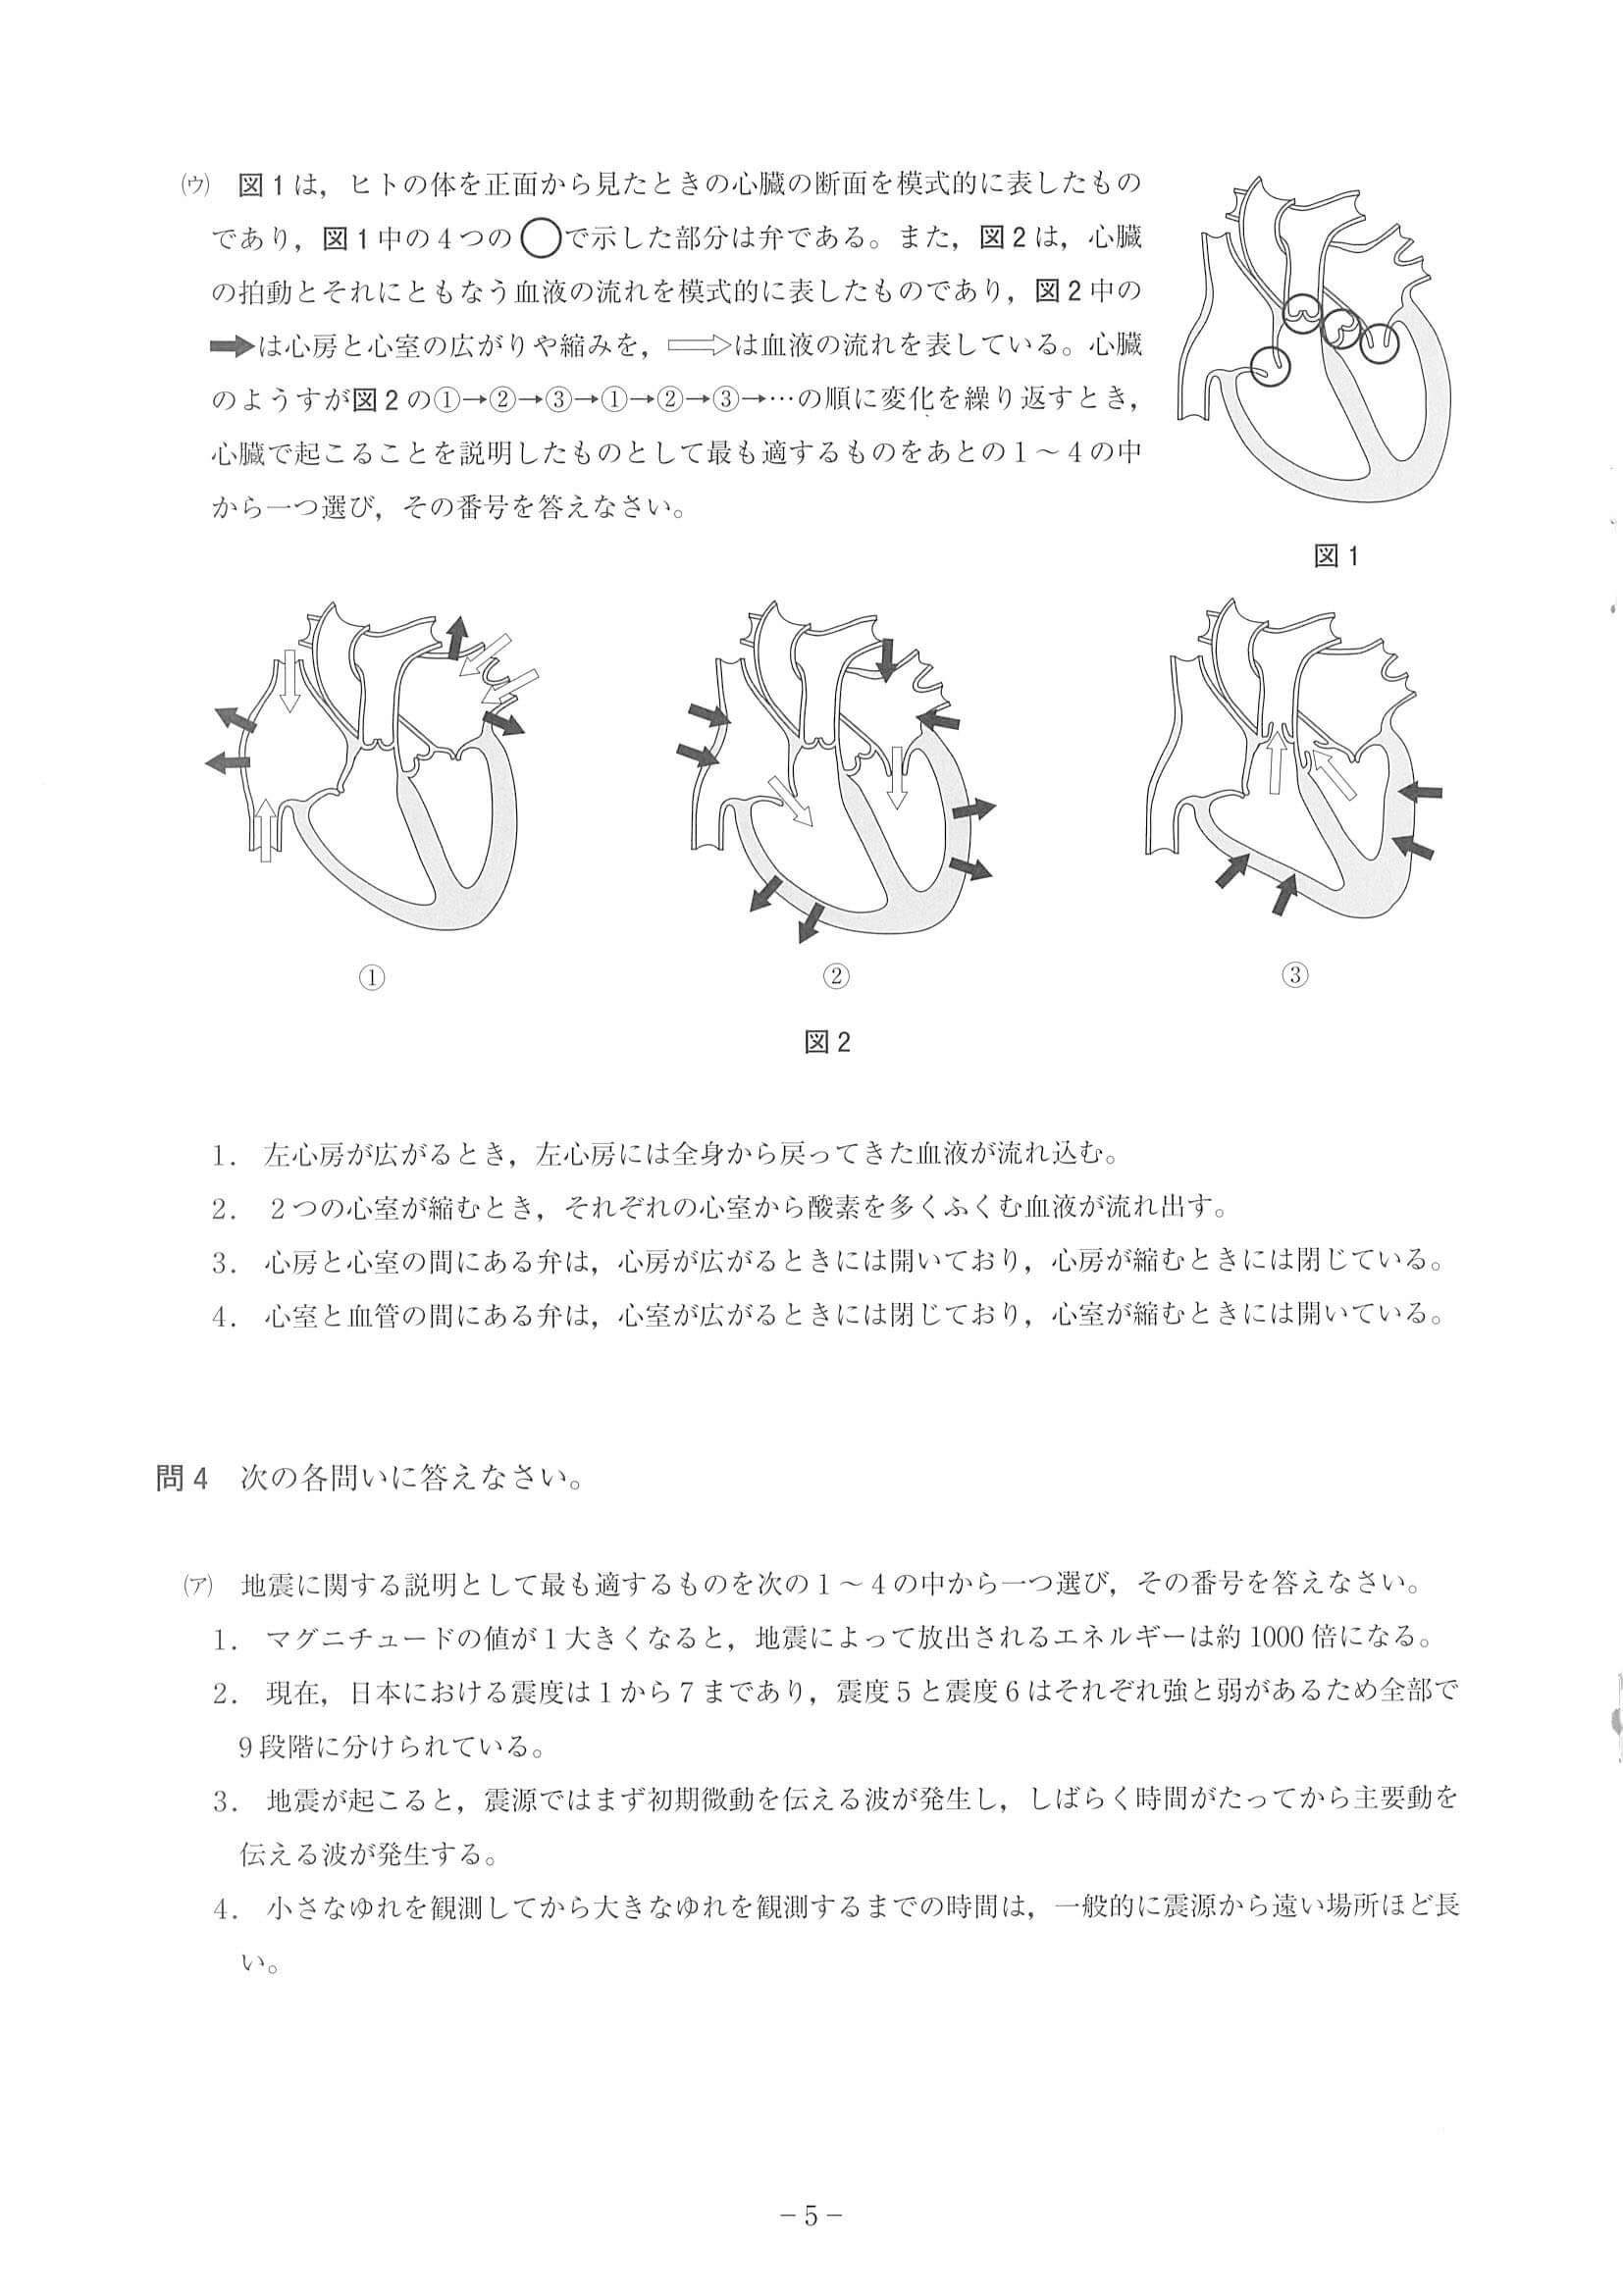 (ウ) 図1は，ヒトの体を正面から見たときの心臓の断面を模式的に表したもの
であり，図1中の4つの◯で示した部分は弁である。また，図2は，心臓
の拍動とそれにともなう血液の流れを模式的に表したものであり，図2中の
➡は心房と心室の広がりや縮みを，⇨は血液の流れを表している。心臓
のようすが図2の①→②→③→①→②→③→…の順に変化を繰り返すとき，
心臓で起こることを説明したものとして最も適するものをあとの1～4の中
から一つ選び，その番号を答えなさい。
図1
①
②
③
図2
1． 左心房が広がるとき，左心房には全身から戻ってきた血液が流れ込む。
2． 2つの心室が縮むとき，それぞれの心室から酸素を多くふくむ血液が流れ出す。
3． 心房と心室の間にある弁は，心房が広がるときには開いており，心房が縮むときには閉じている。
4． 心室と血管の間にある弁は，心室が広がるときには閉じており，心室が縮むときには開いている。
問4 次の各問いに答えなさい。
(ア) 地震に関する説明として最も適するものを次の1～4の中から一つ選び，その番号を答えなさい。
1． マグニチュードの値が1大きくなると，地震によって放出されるエネルギーは約1000倍になる。
2． 現在，日本における震度は1から7まであり，震度5と震度6はそれぞれ強と弱があるため全部で
9段階に分けられている。
3． 地震が起こると，震源ではまず初期微動を伝える波が発生し，しばらく時間がたってから主要動を
伝える波が発生する。
4． 小さなゆれを観測してから大きなゆれを観測するまでの時間は，一般的に震源から遠い場所ほど長
い。
－5－